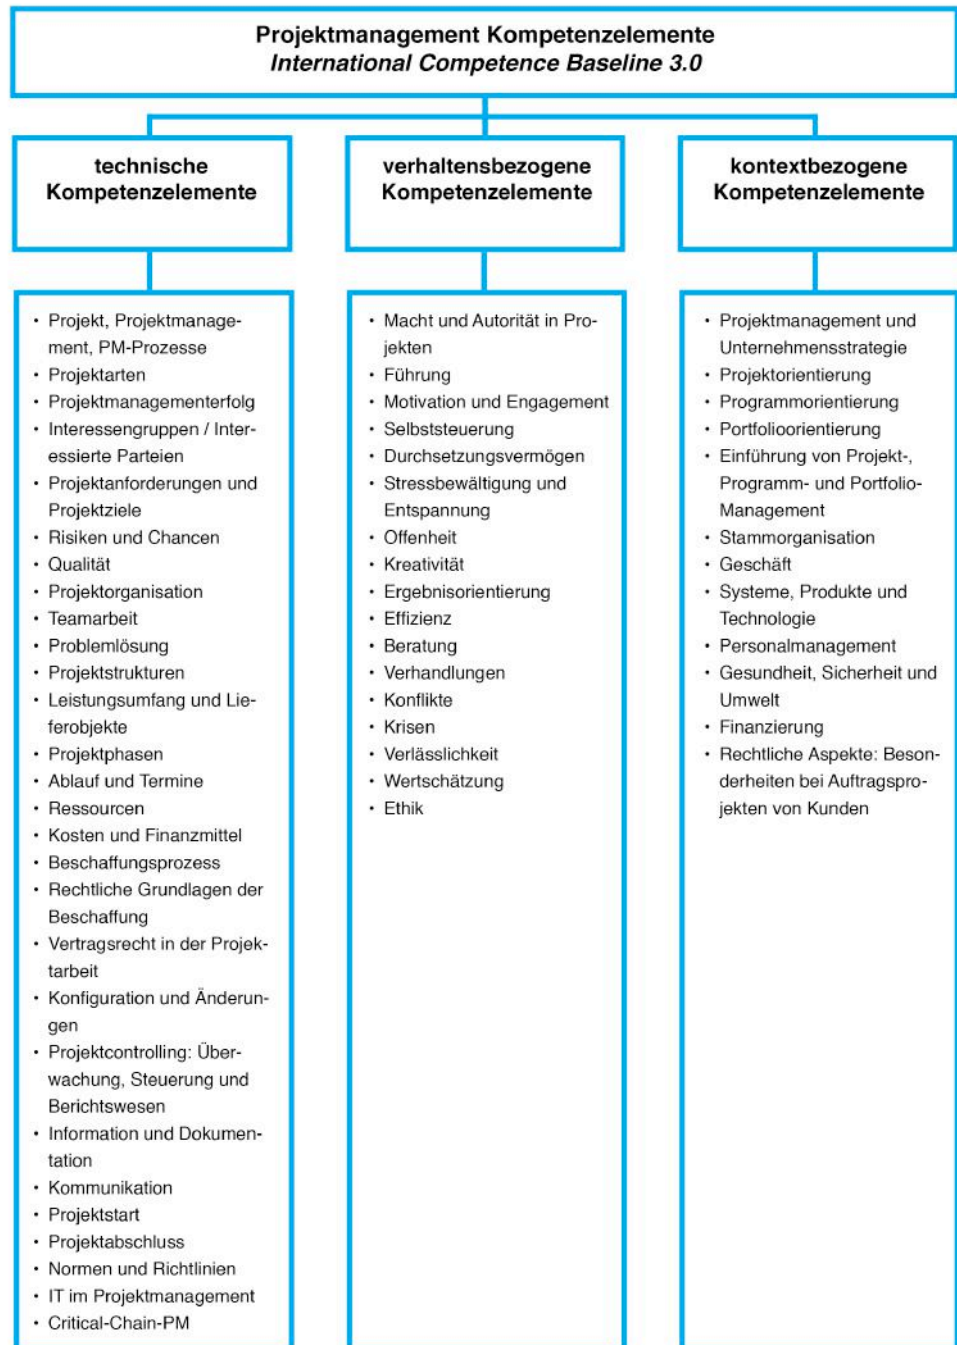 Projektmanagement Kompetenzelemente
International Competence Baseline 3.0
technische
Kompetenzelemente
• Projekt, Projektmanage-
ment, PM-Prozesse
• Projektarten
• Projektmanagementerfolg
• Interessengruppen / Inter-
essierte Parteien
• Projektanforderungen und
Projektziele
• Risiken und Chancen
• Qualität
• Projektorganisation
• Teamarbeit
• Problemlösung
• Projektstrukturen
• Leistungsumfang und Lie-
ferobjekte
• Projektphasen
• Ablauf und Termine
• Ressourcen
• Kosten und Finanzmittel
• Beschaffungsprozess
• Rechtliche Grundlagen der
Beschaffung
• Vertragsrecht in der Projek-
tarbeit
• Konfiguration und Änderun-
gen
• Projektcontrolling: Über-
wachung, Steuerung und
Berichtswesen
• Information und Dokumen-
tation
• Kommunikation
• Projektstart
• Projektabschluss
• Normen und Richtlinien
• IT im Projektmanagement
• Critical-Chain-PM
verhaltensbezogene
Kompetenzelemente
• Macht und Autorität in Pro-
jekten
• Führung
• Motivation und Engagement
• Selbststeuerung
• Durchsetzungsvermögen
• Stressbewältigung und
Entspannung
• Offenheit
• Kreativität
• Ergebnisorientierung
• Effizienz
• Beratung
• Verhandlungen
• Konflikte
• Krisen
• Verlässlichkeit
• Wertschätzung
• Ethik
kontextbezogene
Kompetenzelemente
• Projektmanagement und
Unternehmensstrategie
• Projektorientierung
• Programmorientierung
• Portfolioorientierung
• Einführung von Projekt-,
Programm- und Portfolio-
Management
• Stammorganisation
• Geschäft
• Systeme, Produkte und
Technologie
• Personalmanagement
• Gesundheit, Sicherheit und
Umwelt
• Finanzierung
• Rechtliche Aspekte: Beson-
derheiten bei Auftragspro-
jekten von Kunden